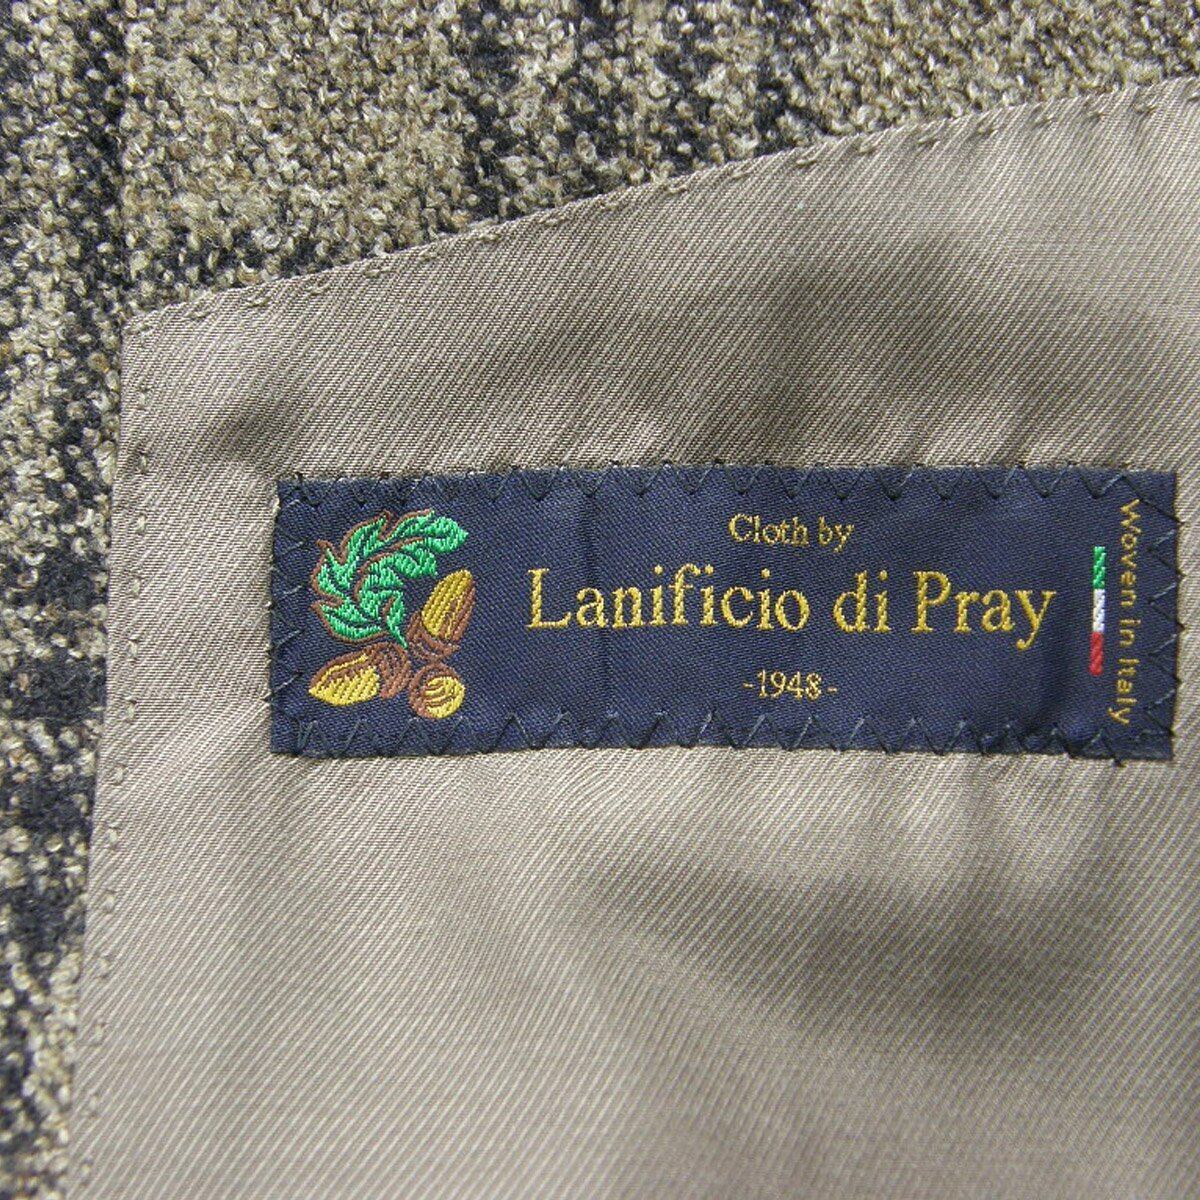 Cloth by
Lanificio di Pray
-1948-
Woven in Italy